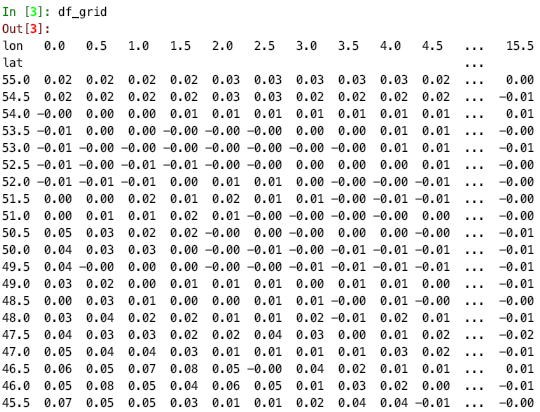 In [3]: df_grid
Out[3]:
lon 0.0 0.5 1.0 1.5 2.0 2.5 3.0 3.5 4.0 4.5 ... 15.5
lat ...
55.0 0.02 0.02 0.02 0.02 0.03 0.03 0.03 0.03 0.03 0.02 ... 0.00
54.5 0.02 0.02 0.02 0.02 0.03 0.03 0.02 0.02 0.02 0.02 ... −0.01
54.0 −0.00 0.00 0.00 0.01 0.01 0.01 0.01 0.01 0.01 0.01 ... 0.01
53.5 −0.01 0.00 0.00 −0.00 −0.00 −0.00 −0.00 0.00 0.01 0.01 ... −0.00
53.0 −0.01 −0.00 −0.00 −0.00 −0.00 −0.00 0.00 0.00 0.01 0.01 ... −0.01
52.5 −0.01 −0.00 −0.01 −0.01 −0.00 0.00 0.00 0.00 0.00 0.01 ... −0.01
52.0 −0.01 −0.01 −0.01 0.00 0.01 0.01 0.00 −0.00 −0.00 −0.01 ... −0.00
51.5 0.00 0.00 0.02 0.01 0.02 0.01 0.01 −0.00 0.00 −0.00 ... −0.01
51.0 0.00 0.01 0.01 0.02 0.01 −0.00 0.00 −0.00 0.00 0.00 ... −0.00
50.5 0.05 0.03 0.02 0.02 −0.00 0.00 0.00 0.00 −0.00 −0.00 ... −0.00
50.0 0.04 0.03 0.03 0.00 −0.00 −0.01 −0.00 −0.01 −0.01 −0.01 ... −0.00
49.5 0.04 −0.00 0.00 0.00 −0.00 −0.00 −0.01 −0.01 −0.01 −0.01 ... −0.00
49.0 0.03 0.02 0.00 0.01 0.01 0.01 0.00 0.00 0.00 0.01 ... −0.00
48.5 0.00 0.03 0.01 0.00 0.00 0.01 0.01 −0.00 0.01 −0.00 ... −0.00
48.0 0.03 0.04 0.02 0.02 0.01 0.01 0.02 −0.01 0.02 0.01 ... −0.01
47.5 0.04 0.03 0.03 0.02 0.02 0.04 0.03 0.00 0.01 0.02 ... −0.02
47.0 0.05 0.04 0.04 0.03 0.01 0.01 0.01 0.01 0.03 0.02 ... −0.01
46.5 0.06 0.05 0.07 0.08 0.05 −0.00 0.04 0.02 0.01 0.01 ... 0.01
46.0 0.05 0.08 0.05 0.04 0.06 0.05 0.01 0.03 0.02 0.00 ... −0.01
45.5 0.07 0.05 0.05 0.03 0.01 0.01 0.02 0.04 0.04 −0.01 ... −0.00